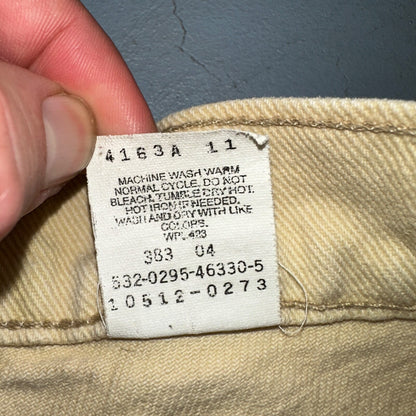 4163A 11
MACHINE WASH WARM
NORMAL CYCLE. DO NOT
BLEACH. TUMBLE DRY HOT.
HOT IRON IF NEEDED.
WASH AND DRY WITH LIKE
COLORS.
WPL 423
383 04
532-0295-46330-5
10512-0273